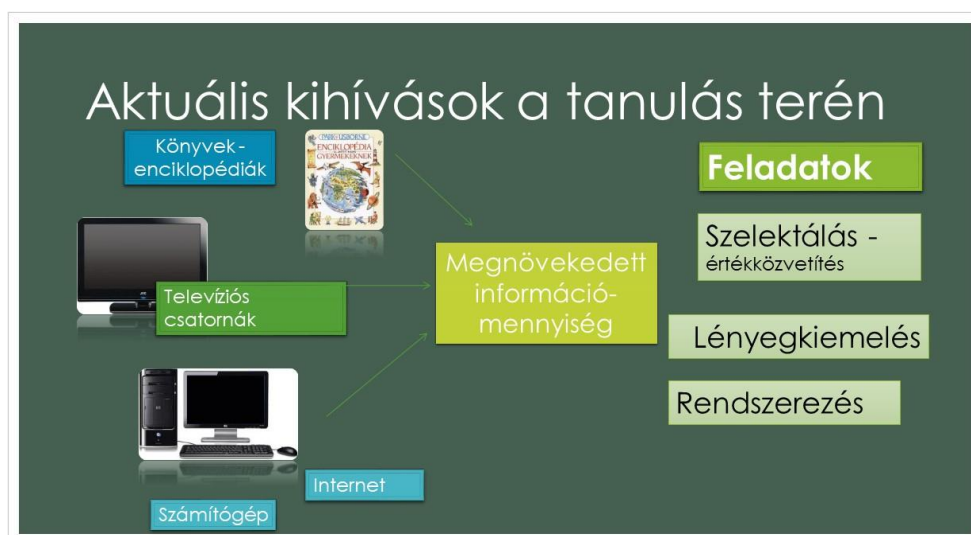 Aktuális kihívások a tanulás terén
Könyvek-
enciklopédiák
ENCIKLOPÉDIA
GYERMEKEKNEK
Televíziós
csatornák
Számítógép
Internet
Megnövekedett
információ-
mennyiség
Feladatok
Szelektálás -
értékközvetítés
Lényegkiemelés
Rendszerezés